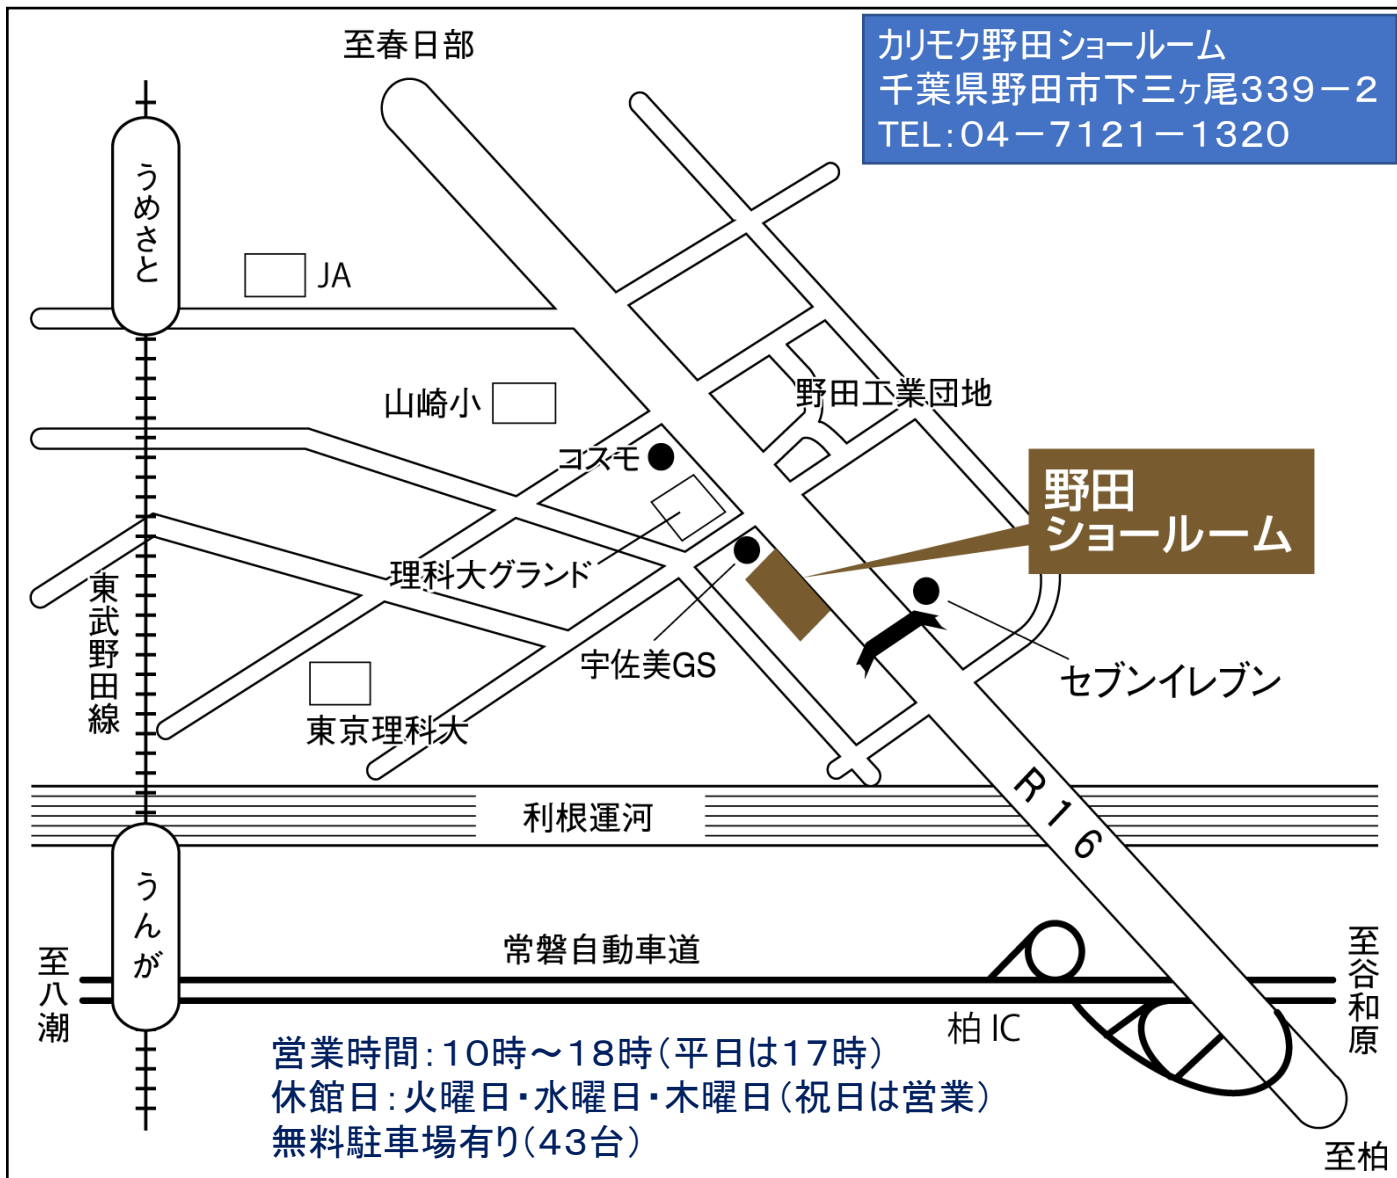 至春日部
カリモク野田ショールーム
千葉県野田市下三ヶ尾339－2
TEL：04－7121－1320
うめさと
JA
山崎小
野田工業団地
コスモ
野田
ショールーム
理科大グランド
東武野田線
宇佐美GS
セブンイレブン
東京理科大
R16
利根運河
うんが
常磐自動車道
至八潮
至谷和原
柏 IC
営業時間：10時～18時（平日は17時）
休館日：火曜日・水曜日・木曜日（祝日は営業）
無料駐車場有り（43台）
至柏